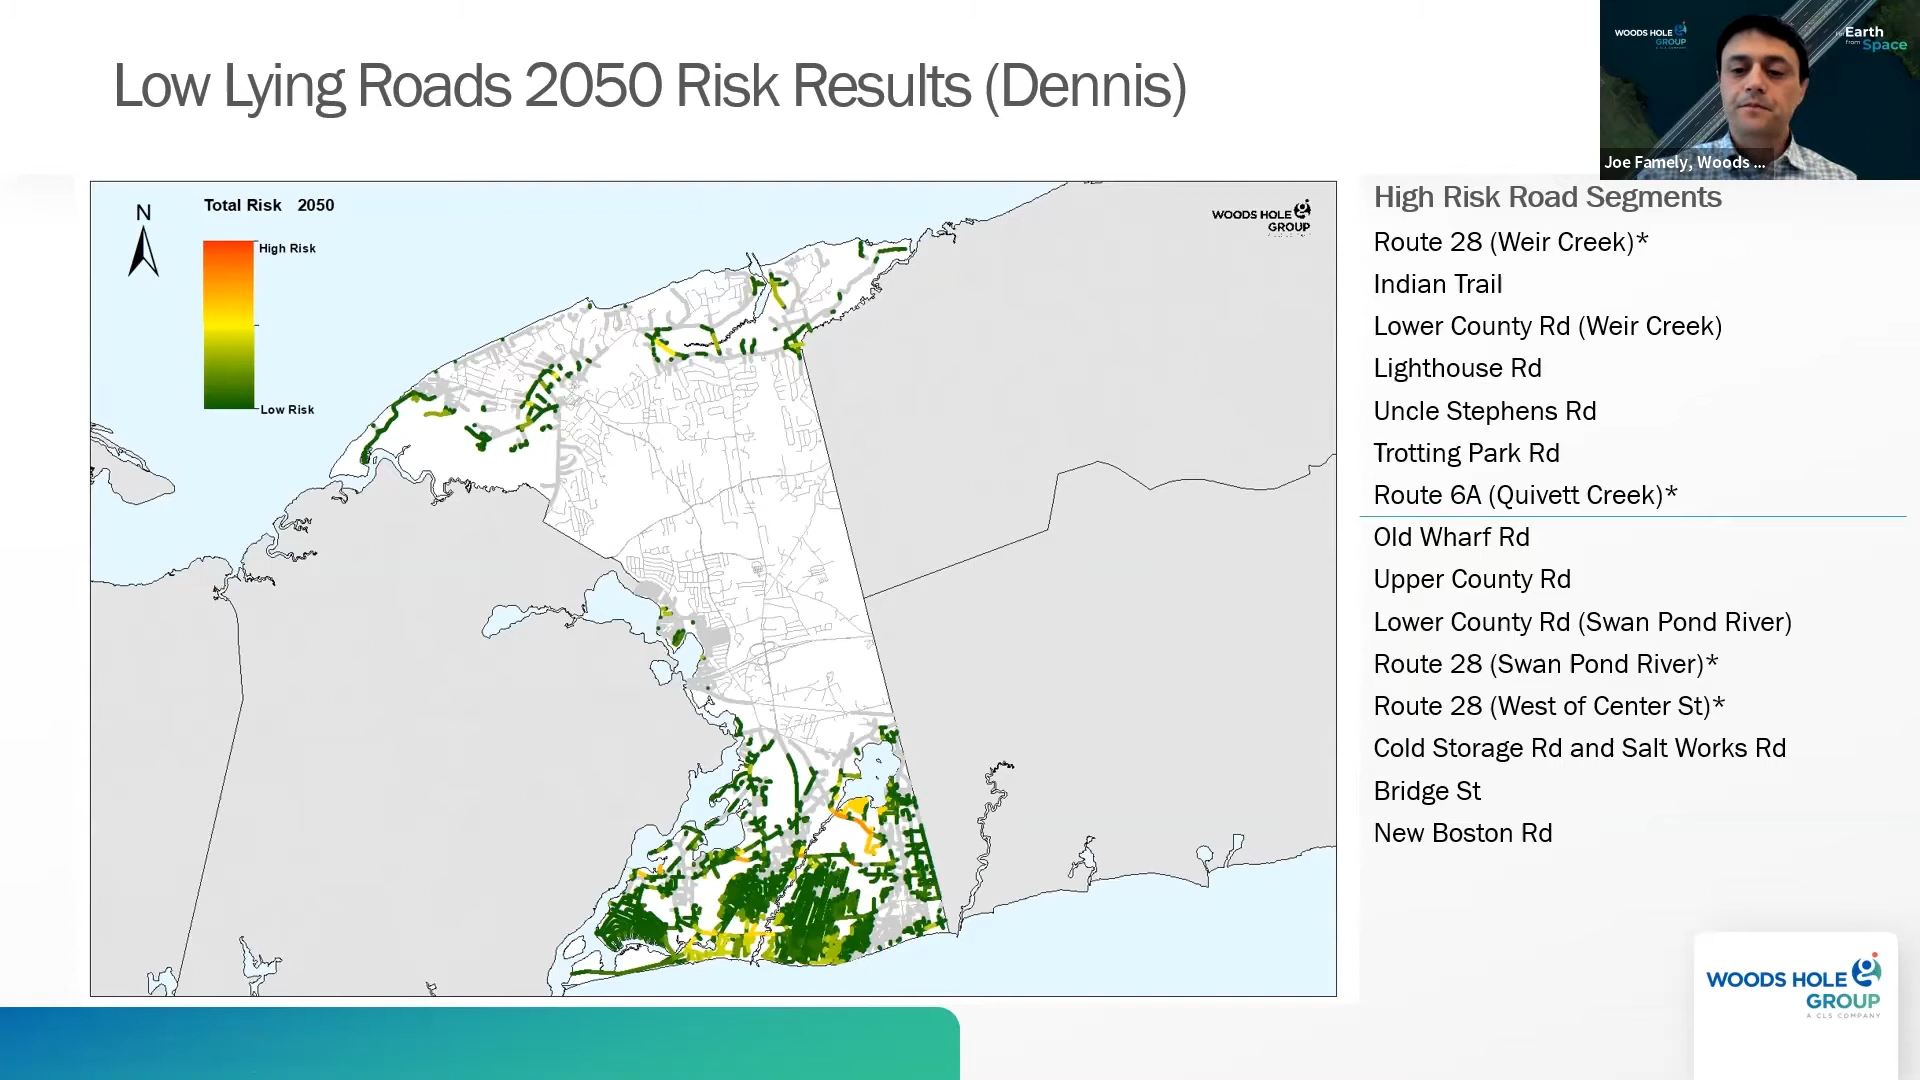 Low Lying Roads 2050 Risk Results (Dennis)
WOODS HOLE
GROUP
Earth
from Space
Joe Famely, Woods ...
N
Total Risk 2050
High Risk
Low Risk
WOODS HOLE
GROUP
High Risk Road Segments
Route 28 (Weir Creek)*
Indian Trail
Lower County Rd (Weir Creek)
Lighthouse Rd
Uncle Stephens Rd
Trotting Park Rd
Route 6A (Quivett Creek)*
Old Wharf Rd
Upper County Rd
Lower County Rd (Swan Pond River)
Route 28 (Swan Pond River)*
Route 28 (West of Center St)*
Cold Storage Rd and Salt Works Rd
Bridge St
New Boston Rd
WOODS HOLE
GROUP
A CLS COMPANY